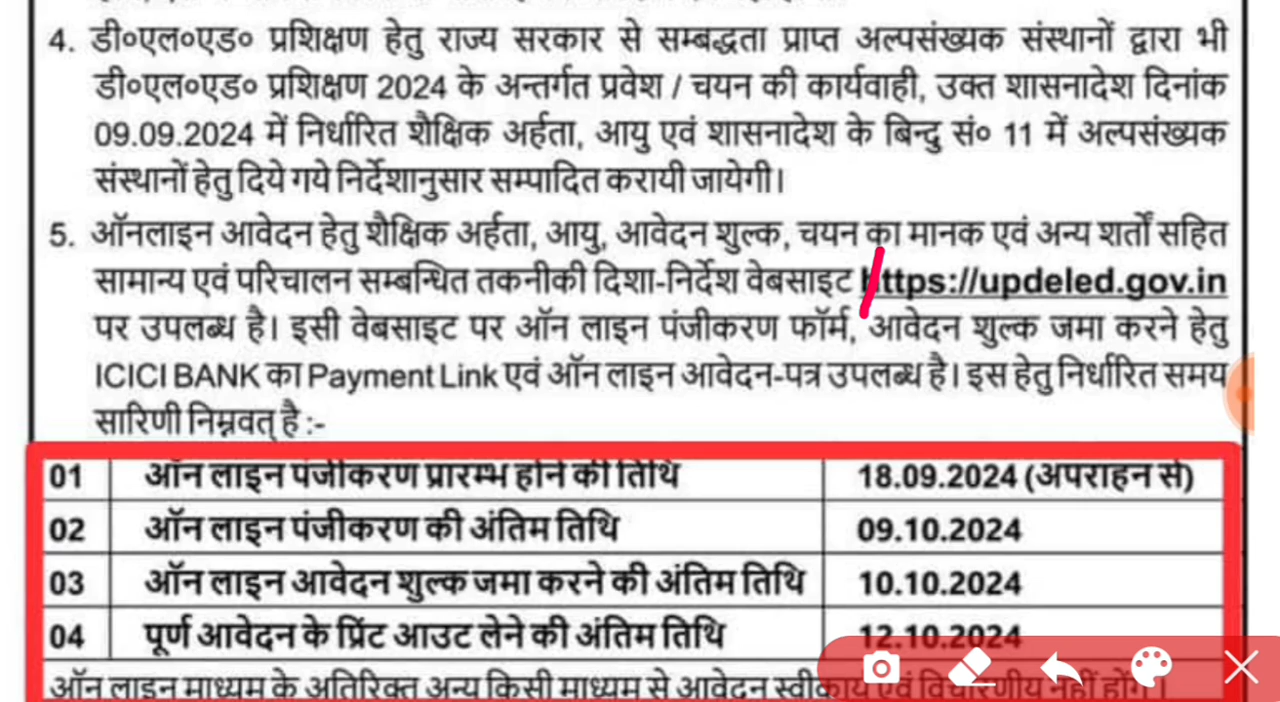 4. डी०एल०एड० प्रशिक्षण हेतु राज्य सरकार से सम्बद्धता प्राप्त अल्पसंख्यक संस्थानों द्वारा भी
डी०एल०एड० प्रशिक्षण 2024 के अन्तर्गत प्रवेश / चयन की कार्यवाही, उक्त शासनादेश दिनांक
09.09.2024 में निर्धारित शैक्षिक अर्हता, आयु एवं शासनादेश के बिन्दु सं० 11 में अल्पसंख्यक
संस्थानों हेतु दिये गये निर्देशानुसार सम्पादित करायी जायेगी।
5. ऑनलाइन आवेदन हेतु शैक्षिक अर्हता, आयु, आवेदन शुल्क, चयन का मानक एवं अन्य शर्तों सहित
सामान्य एवं परिचालन सम्बन्धित तकनीकी दिशा-निर्देश वेबसाइट https://updeled.gov.in
पर उपलब्ध है। इसी वेबसाइट पर ऑन लाइन पंजीकरण फॉर्म, आवेदन शुल्क जमा करने हेतु
ICICI BANK का Payment Link एवं ऑन लाइन आवेदन-पत्र उपलब्ध है। इस हेतु निर्धारित समय
सारिणी निम्नवत् है :-
01 ऑन लाइन पंजीकरण प्रारम्भ होने की तिथि 18.09.2024 (अपराहन से)
02 ऑन लाइन पंजीकरण की अंतिम तिथि 09.10.2024
03 ऑन लाइन आवेदन शुल्क जमा करने की अंतिम तिथि 10.10.2024
04 पूर्ण आवेदन के प्रिंट आउट लेने की अंतिम तिथि 12.10.2024
ऑन लाइन माध्यम के अतिरिक्त अन्य किसी माध्यम से आवेदन स्वीकार्य एवं विचारणीय नहीं होंगे।